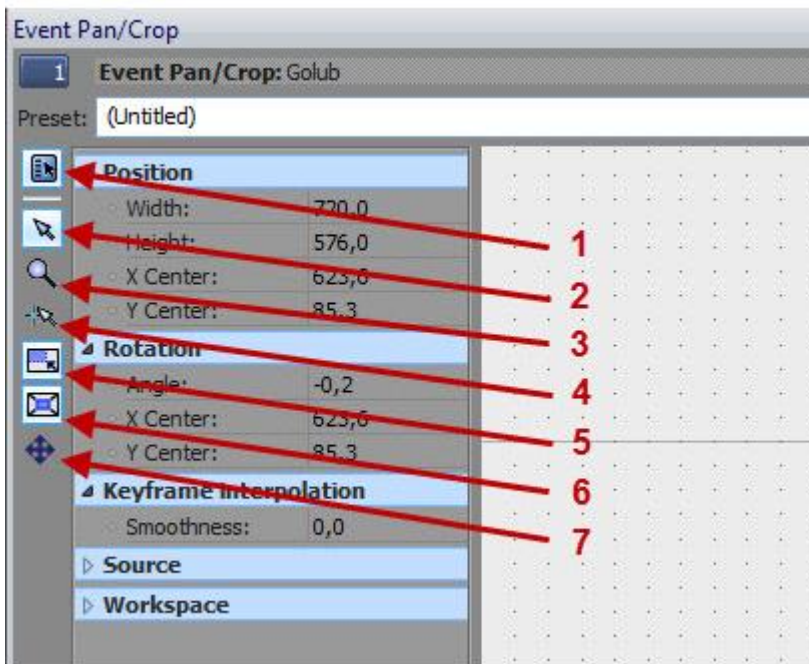 Event Pan/Crop
1 Event Pan/Crop: Golub
Preset: (Untitled)
Position
Width: 720,0
Height: 576,0
X Center: 623,6
Y Center: 85,3
Rotation
Angle: -0,2
X Center: 623,6
Y Center: 85,3
Keyframe Interpolation
Smoothness: 0,0
Source
Workspace
1
2
3
4
5
6
7